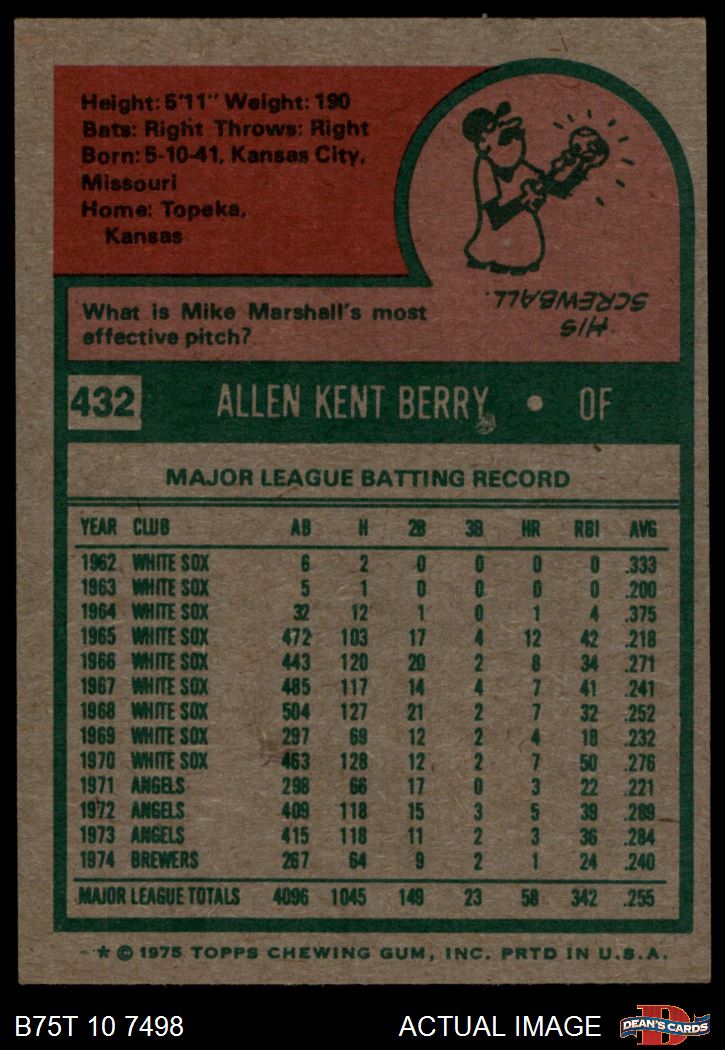 Height: 5'11" Weight: 190
Bats: Right Throws: Right
Born: 5-10-41, Kansas City,
Missouri
Home: Topeka,
Kansas
HIS
SCREWBALL.
What is Mike Marshall's most
effective pitch?
432 ALLEN KENT BERRY • OF
MAJOR LEAGUE BATTING RECORD
YEAR CLUB AB H 2B 3B HR RBI AVG
1962 WHITE SOX 6 2 0 0 0 0 .333
1963 WHITE SOX 5 1 0 0 0 0 .200
1964 WHITE SOX 32 12 1 0 1 4 .375
1965 WHITE SOX 472 103 17 4 12 42 .218
1966 WHITE SOX 443 120 20 2 8 34 .271
1967 WHITE SOX 485 117 14 4 7 41 .241
1968 WHITE SOX 504 127 21 2 7 32 .252
1969 WHITE SOX 297 69 12 2 4 18 .232
1970 WHITE SOX 463 128 12 2 7 50 .276
1971 ANGELS 298 66 17 0 3 22 .221
1972 ANGELS 409 118 15 3 5 39 .289
1973 ANGELS 415 118 11 2 3 36 .284
1974 BREWERS 267 64 9 2 1 24 .240
MAJOR LEAGUE TOTALS 4096 1045 149 23 58 342 .255
* © 1975 TOPPS CHEWING GUM, INC. PRTD IN U.S.A.
B75T 10 7498 ACTUAL IMAGE DEAN'S CARDS